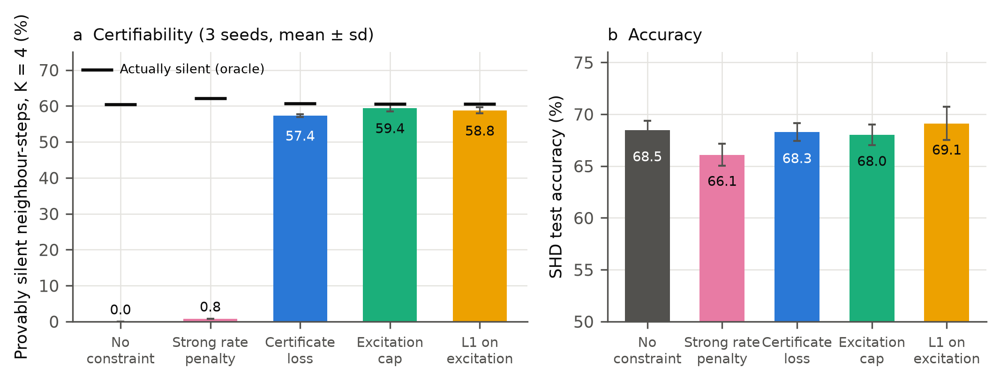 a Certifiability (3 seeds, mean ± sd)
Provably silent neighbour-steps, K = 4 (%)
70
60
50
40
30
20
10
0
Actually silent (oracle)
0.0
0.8
57.4
59.4
58.8
No
constraint
Strong rate
penalty
Certificate
loss
Excitation
cap
L1 on
excitation
b Accuracy
SHD test accuracy (%)
75
70
65
60
55
50
68.5
66.1
68.3
68.0
69.1
No
constraint
Strong rate
penalty
Certificate
loss
Excitation
cap
L1 on
excitation